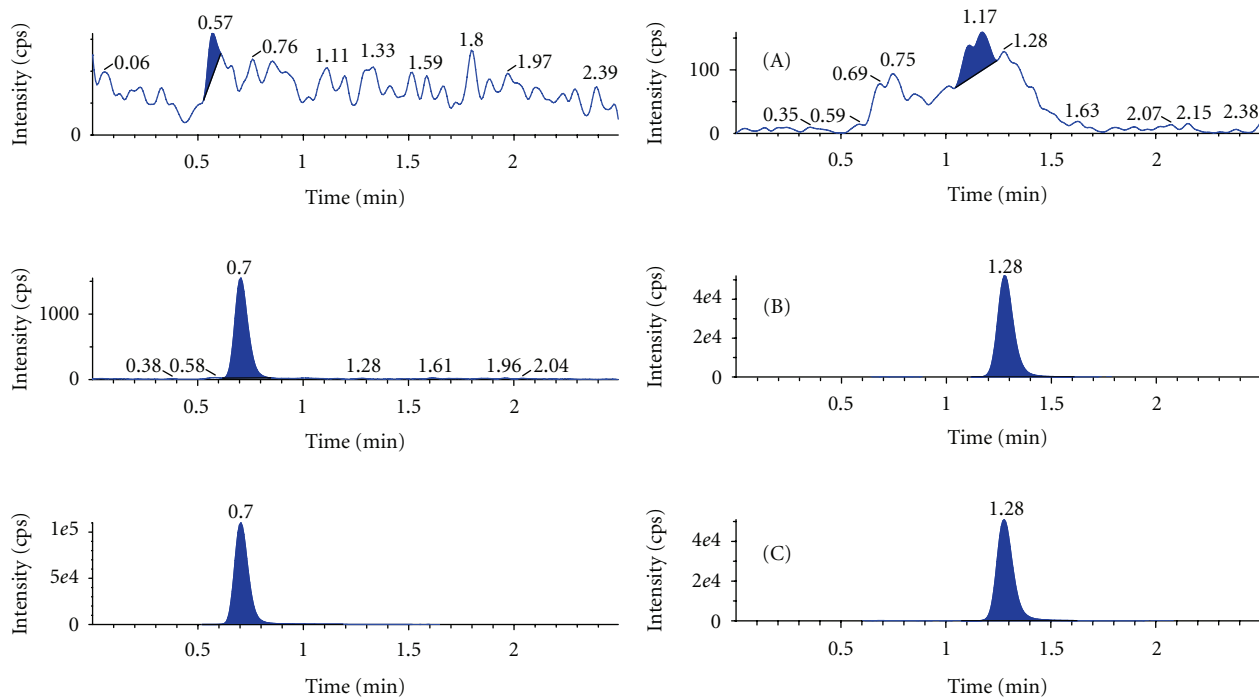 Intensity (cps)
0
0.06
0.57
0.76
1.11
1.33
1.59
1.8
1.97
2.39
0.5
1
1.5
2
Time (min)
Intensity (cps)
100
0
(A)
0.35
0.59
0.69
0.75
1.17
1.28
1.63
2.07
2.15
2.38
0.5
1
1.5
2
Time (min)
Intensity (cps)
1000
0
0.38
0.58
0.7
1.28
1.61
1.96
2.04
0.5
1
1.5
2
Time (min)
Intensity (cps)
4e4
2e4
0
(B)
1.28
0.5
1
1.5
2
Time (min)
Intensity (cps)
1e5
5e4
0
0.7
0.5
1
1.5
2
Time (min)
Intensity (cps)
4e4
2e4
0
(C)
1.28
0.5
1
1.5
2
Time (min)